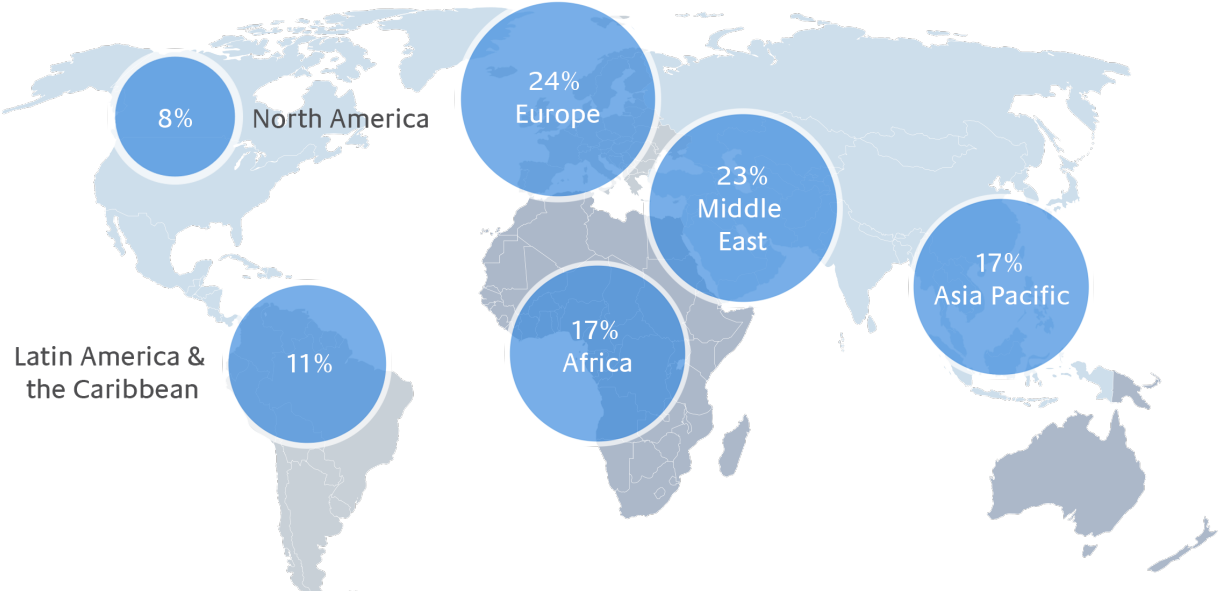 24%
Europe
8%
North America
23%
Middle
East
17%
Asia Pacific
17%
Africa
Latin America &
the Caribbean
11%